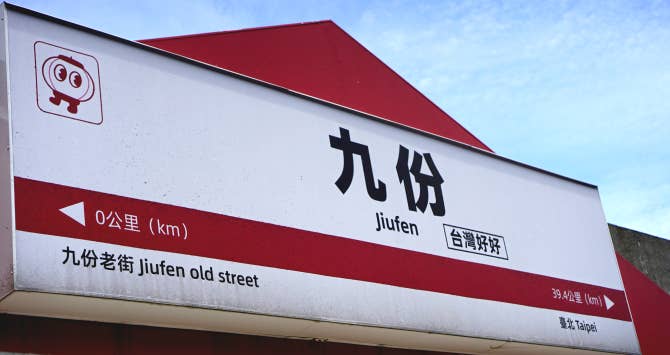 九份
Jiufen
台灣好好
0公里（km）
39.4公里（km）
九份老街 Jiufen old street
臺北 Taipei